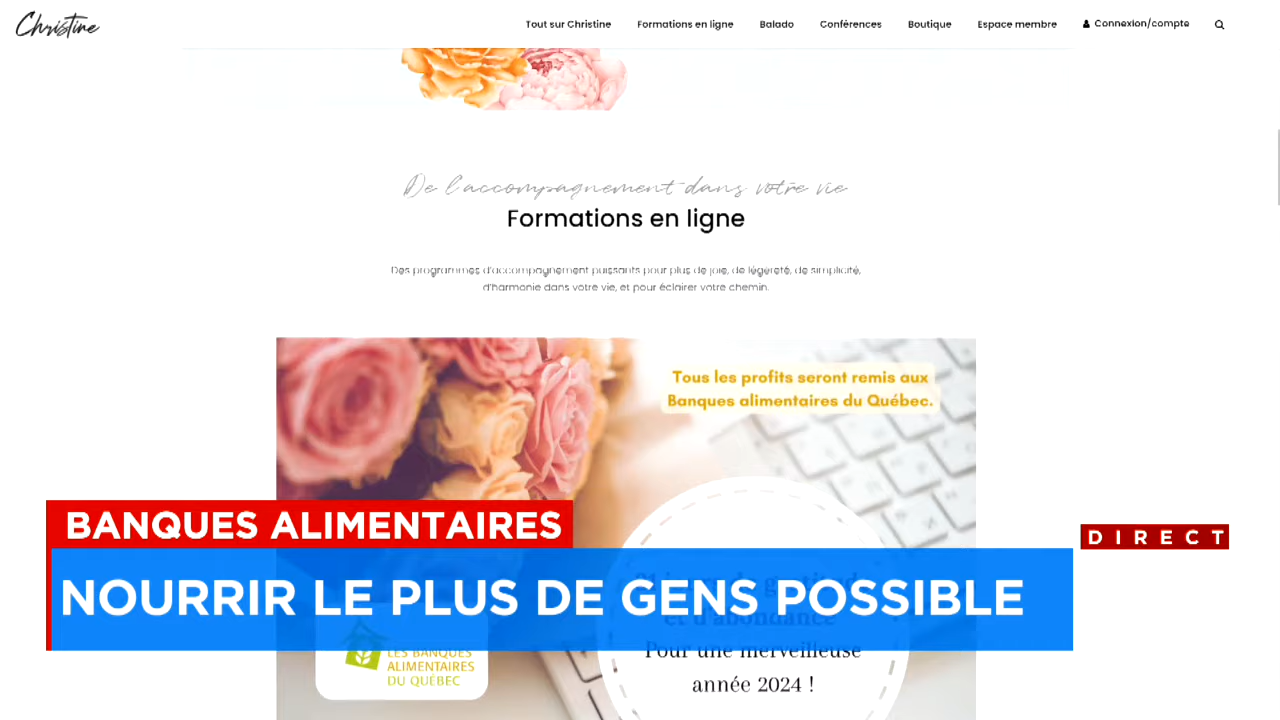 Christine
Tout sur Christine Formations en ligne Balado Conférences Boutique Espace membre Connexion/compte
De l'accompagnement dans votre vie
Formations en ligne
Des programmes d'accompagnement puissants pour plus de joie, de légèreté, de simplicité,
d'harmonie dans votre vie, et pour éclairer votre chemin.
Tous les profits seront remis aux
Banques alimentaires du Québec.
BANQUES ALIMENTAIRES
DIRECT
NOURRIR LE PLUS DE GENS POSSIBLE
et d'abondance
Pour une merveilleuse
année 2024 !
LES BANQUES
ALIMENTAIRES
DU QUÉBEC